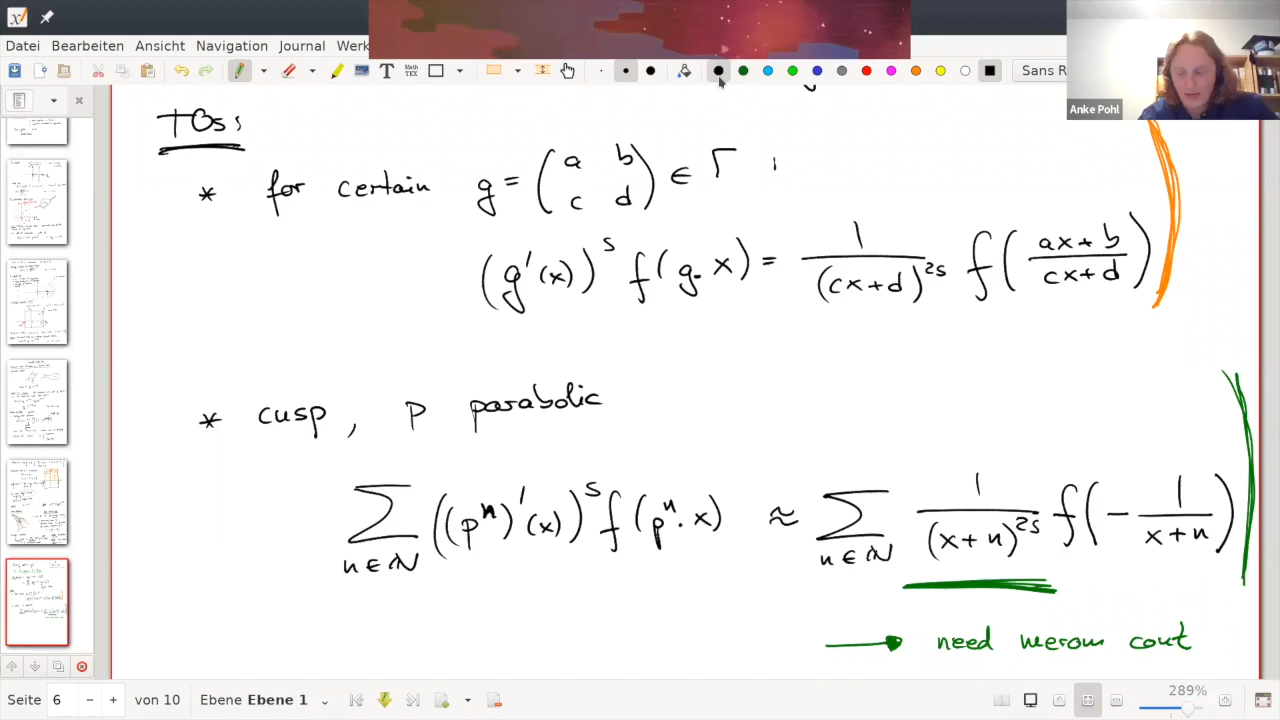 Datei Bearbeiten Ansicht Navigation Journal Werk
Sans R
Anke Pohl
TOs:
* for certain g = (a b c d) ∈ Γ
(g'(x))^s f(g.x) = 1/(cx+d)^{2s} f((ax+b)/(cx+d))
* cusp, p parabolic
∑_{n∈ℕ} ((p^n)'(x))^s f(p^n.x) ≈ ∑_{n∈ℕ} 1/(x+n)^{2s} f(-1/(x+n))
→ need merom cont
Seite 6 von 10 Ebene Ebene 1 289%